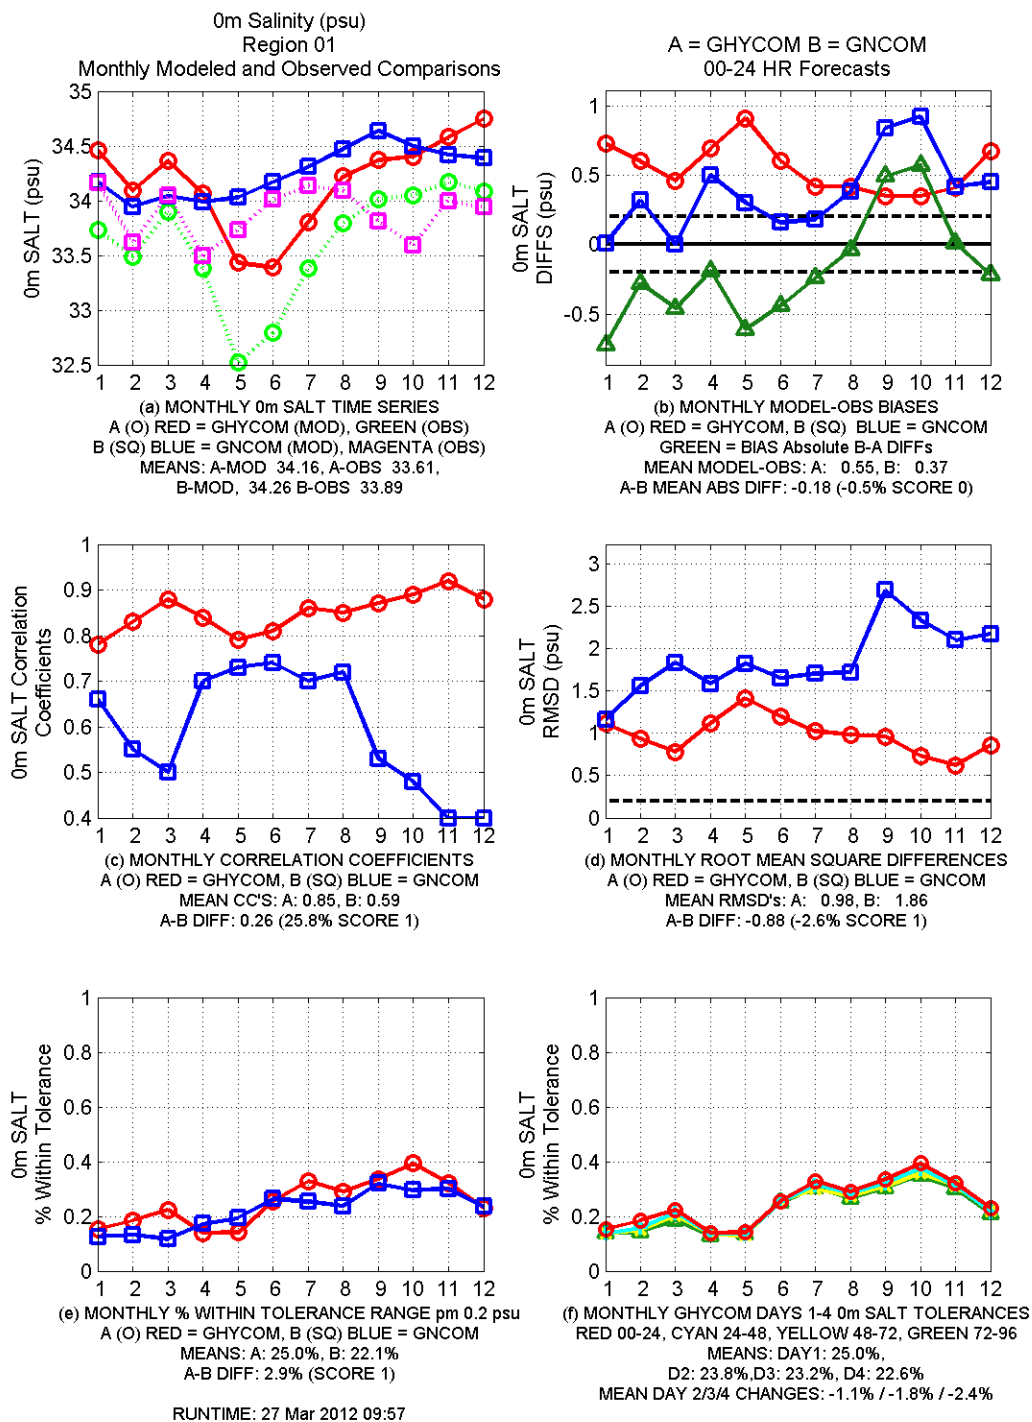 0m Salinity (psu)
Region 01
Monthly Modeled and Observed Comparisons
A = GHYCOM B = GNCOM
00-24 HR Forecasts
0m SALT (psu)
35
34.5
34
33.5
33
32.5
1 2 3 4 5 6 7 8 9 10 11 12
(a) MONTHLY 0m SALT TIME SERIES
A (O) RED = GHYCOM (MOD), GREEN (OBS)
B (SQ) BLUE = GNCOM (MOD), MAGENTA (OBS)
MEANS: A-MOD 34.16, A-OBS 33.61,
B-MOD, 34.26 B-OBS 33.89
0m SALT
DIFFS (psu)
1
0.5
0
-0.5
1 2 3 4 5 6 7 8 9 10 11 12
(b) MONTHLY MODEL-OBS BIASES
A (O) RED = GHYCOM, B (SQ) BLUE = GNCOM
GREEN = BIAS Absolute B-A DIFFs
MEAN MODEL-OBS: A: 0.55, B: 0.37
A-B MEAN ABS DIFF: -0.18 (-0.5% SCORE 0)
0m SALT Correlation
Coefficients
1
0.9
0.8
0.7
0.6
0.5
0.4
1 2 3 4 5 6 7 8 9 10 11 12
(c) MONTHLY CORRELATION COEFFICIENTS
A (O) RED = GHYCOM, B (SQ) BLUE = GNCOM
MEAN CC'S: A: 0.85, B: 0.59
A-B DIFF: 0.26 (25.8% SCORE 1)
0m SALT
RMSD (psu)
3
2.5
2
1.5
1
0.5
0
1 2 3 4 5 6 7 8 9 10 11 12
(d) MONTHLY ROOT MEAN SQUARE DIFFERENCES
A (O) RED = GHYCOM, B (SQ) BLUE = GNCOM
MEAN RMSD's: A: 0.98, B: 1.86
A-B DIFF: -0.88 (-2.6% SCORE 1)
0m SALT
% Within Tolerance
1
0.8
0.6
0.4
0.2
0
1 2 3 4 5 6 7 8 9 10 11 12
(e) MONTHLY % WITHIN TOLERANCE RANGE pm 0.2 psu
A (O) RED = GHYCOM, B (SQ) BLUE = GNCOM
MEANS: A: 25.0%, B: 22.1%
A-B DIFF: 2.9% (SCORE 1)
0m SALT
% Within Tolerance
1
0.8
0.6
0.4
0.2
0
1 2 3 4 5 6 7 8 9 10 11 12
(f) MONTHLY GHYCOM DAYS 1-4 0m SALT TOLERANCES
RED 00-24, CYAN 24-48, YELLOW 48-72, GREEN 72-96
MEANS: DAY1: 25.0%,
D2: 23.8%,D3: 23.2%, D4: 22.6%
MEAN DAY 2/3/4 CHANGES: -1.1% / -1.8% / -2.4%
RUNTIME: 27 Mar 2012 09:57